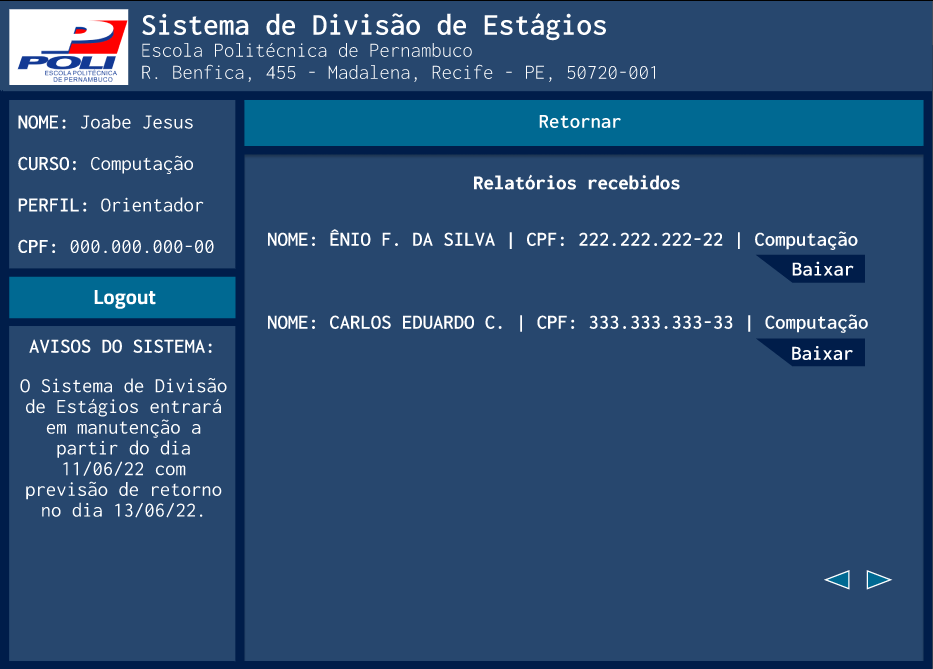 POLI
ESCOLA POLITÉCNICA
DE PERNAMBUCO
Sistema de Divisão de Estágios
Escola Politécnica de Pernambuco
R. Benfica, 455 - Madalena, Recife - PE, 50720-001
NOME: Joabe Jesus
CURSO: Computação
PERFIL: Orientador
CPF: 000.000.000-00
Logout
AVISOS DO SISTEMA:
O Sistema de Divisão
de Estágios entrará
em manutenção a
partir do dia
11/06/22 com
previsão de retorno
no dia 13/06/22.
Retornar
Relatórios recebidos
NOME: ÊNIO F. DA SILVA | CPF: 222.222.222-22 | Computação
Baixar
NOME: CARLOS EDUARDO C. | CPF: 333.333.333-33 | Computação
Baixar